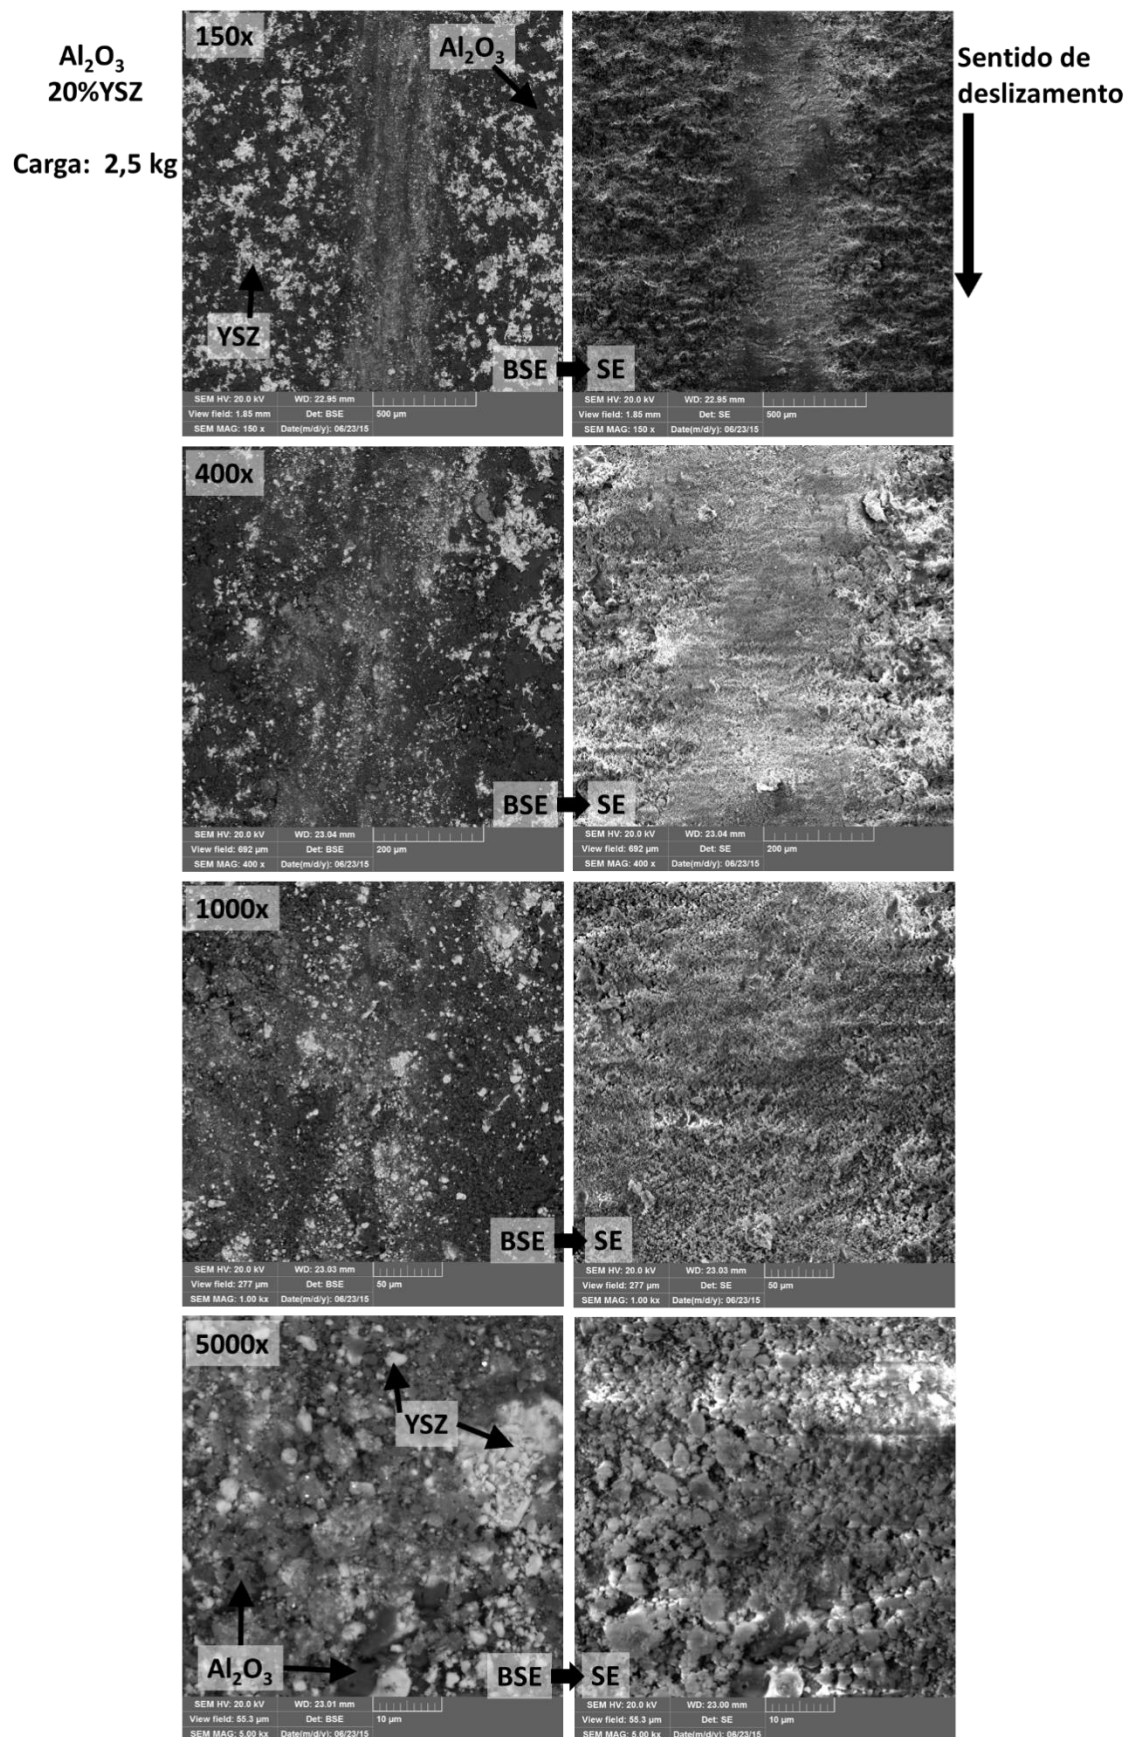 Al₂O₃
20%YSZ
Carga: 2,5 kg
Sentido de
deslizamento
150x
Al₂O₃
YSZ
BSE
SE
SEM HV: 20.0 kV WD: 22.95 mm
View field: 1.85 mm Det: BSE 500 µm
SEM MAG: 150 x Date(m/d/y): 06/23/15
SEM HV: 20.0 kV WD: 22.95 mm
View field: 1.85 mm Det: SE 500 µm
SEM MAG: 150 x Date(m/d/y): 06/23/15
400x
BSE
SE
SEM HV: 20.0 kV WD: 23.04 mm
View field: 692 µm Det: BSE 200 µm
SEM MAG: 400 x Date(m/d/y): 06/23/15
SEM HV: 20.0 kV WD: 23.04 mm
View field: 692 µm Det: SE 200 µm
SEM MAG: 400 x Date(m/d/y): 06/23/15
1000x
BSE
SE
SEM HV: 20.0 kV WD: 23.03 mm
View field: 277 µm Det: BSE 50 µm
SEM MAG: 1.00 kx Date(m/d/y): 06/23/15
SEM HV: 20.0 kV WD: 23.03 mm
View field: 277 µm Det: SE 50 µm
SEM MAG: 1.00 kx Date(m/d/y): 06/23/15
5000x
YSZ
Al₂O₃
BSE
SE
SEM HV: 20.0 kV WD: 23.01 mm
View field: 55.3 µm Det: BSE 10 µm
SEM MAG: 5.00 kx Date(m/d/y): 06/23/15
SEM HV: 20.0 kV WD: 23.00 mm
View field: 55.3 µm Det: SE 10 µm
SEM MAG: 5.00 kx Date(m/d/y): 06/23/15